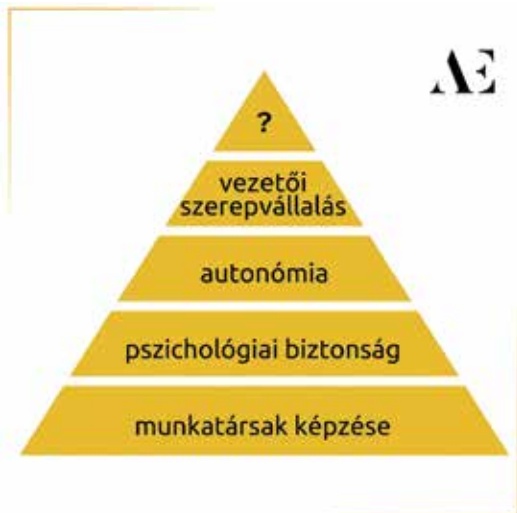 AE
?
vezetői
szerepvállalás
autonómia
pszichológiai biztonság
munkatársak képzése